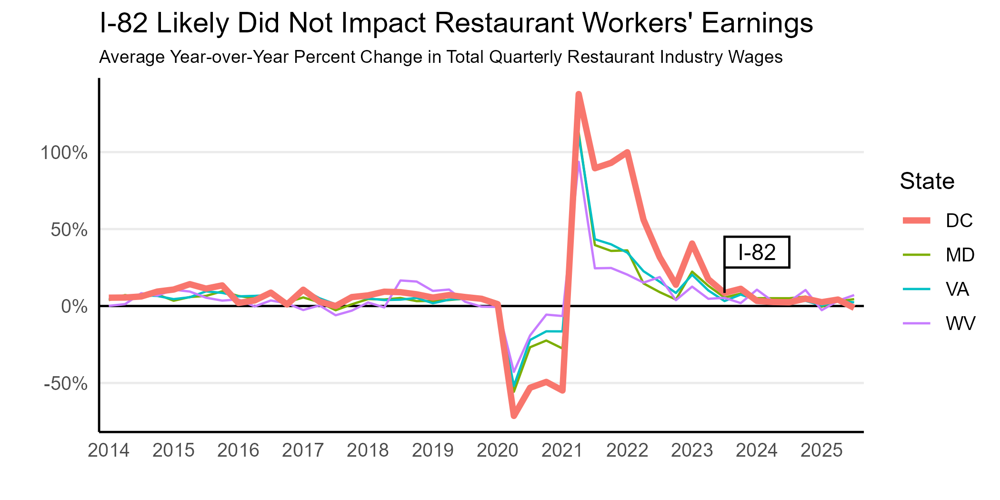 I-82 Likely Did Not Impact Restaurant Workers' Earnings
Average Year-over-Year Percent Change in Total Quarterly Restaurant Industry Wages
100%
50%
0%
-50%
I-82
2014 2015 2016 2017 2018 2019 2020 2021 2022 2023 2024 2025
State
DC
MD
VA
WV